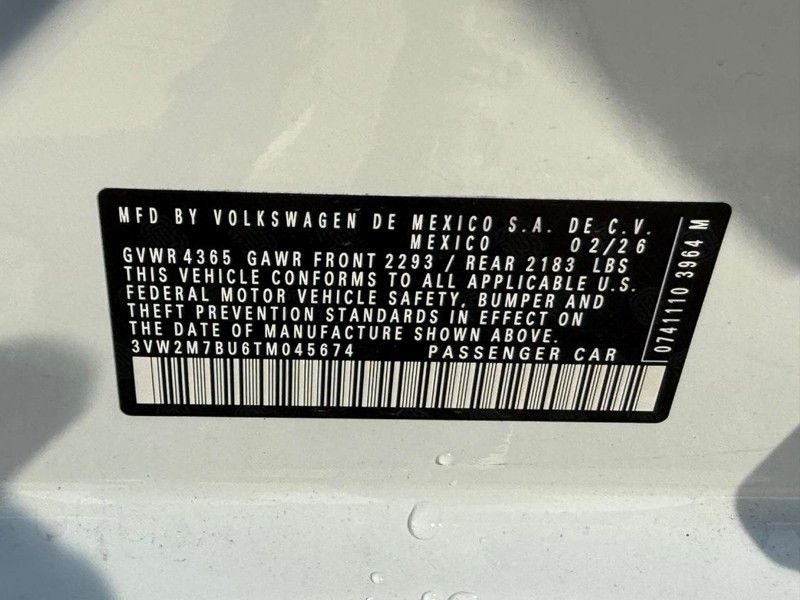 MFD BY VOLKSWAGEN DE MEXICO S.A. DE C.V.
MEXICO 02/26
GVWR 4365 GAWR FRONT 2293 / REAR 2183 LBS
THIS VEHICLE CONFORMS TO ALL APPLICABLE U.S.
FEDERAL MOTOR VEHICLE SAFETY, BUMPER AND
THEFT PREVENTION STANDARDS IN EFFECT ON
THE DATE OF MANUFACTURE SHOWN ABOVE.
3VW2M7BU6TM045674 PASSENGER CAR
0741110 3964 M